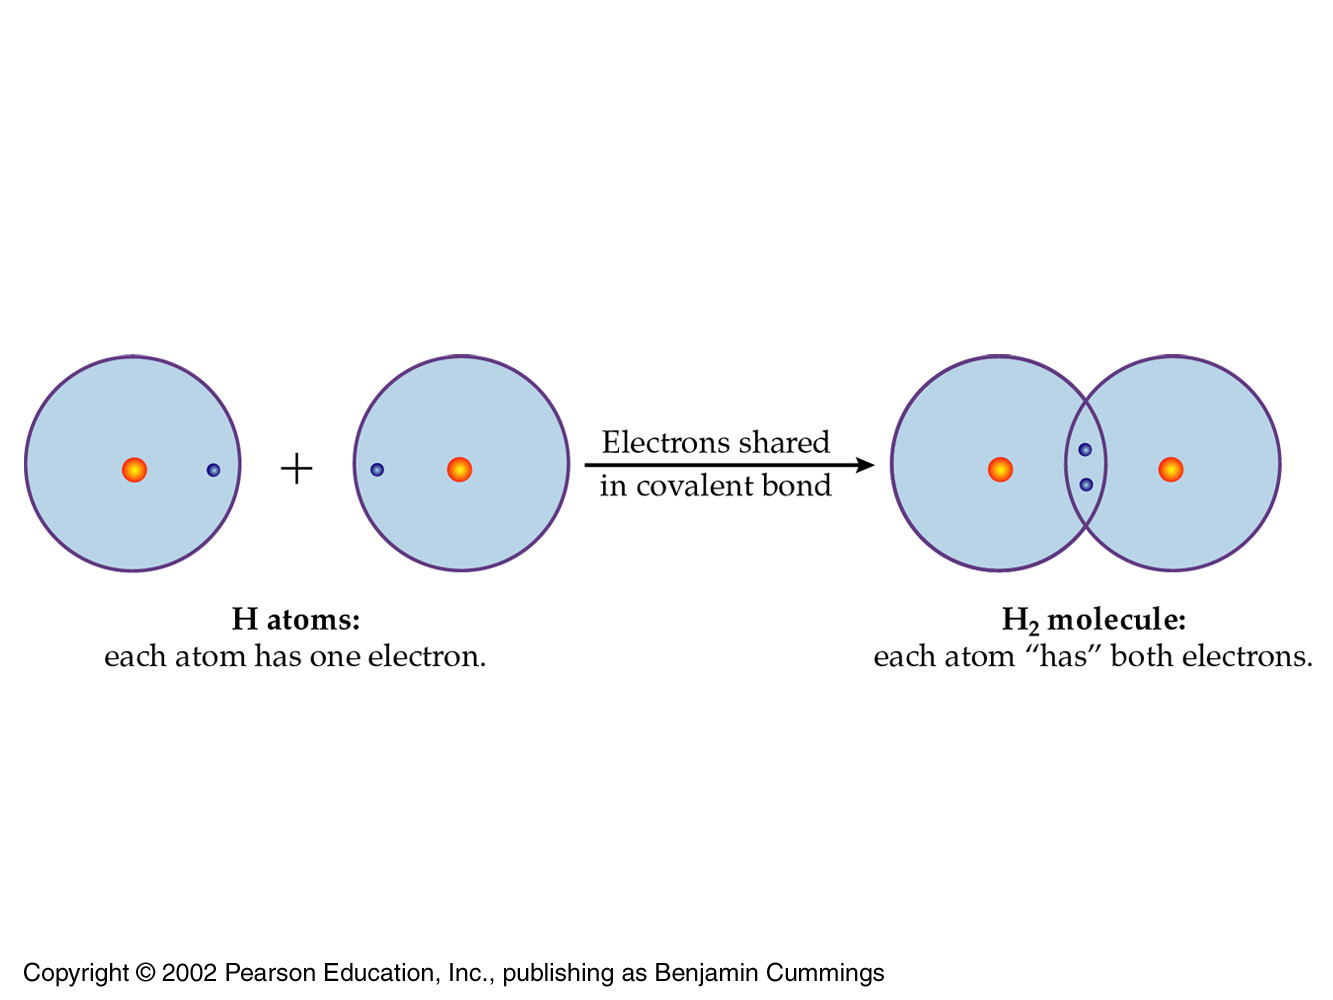 +
Electrons shared
in covalent bond
H atoms:
each atom has one electron.
H₂ molecule:
each atom “has” both electrons.
Copyright © 2002 Pearson Education, Inc., publishing as Benjamin Cummings